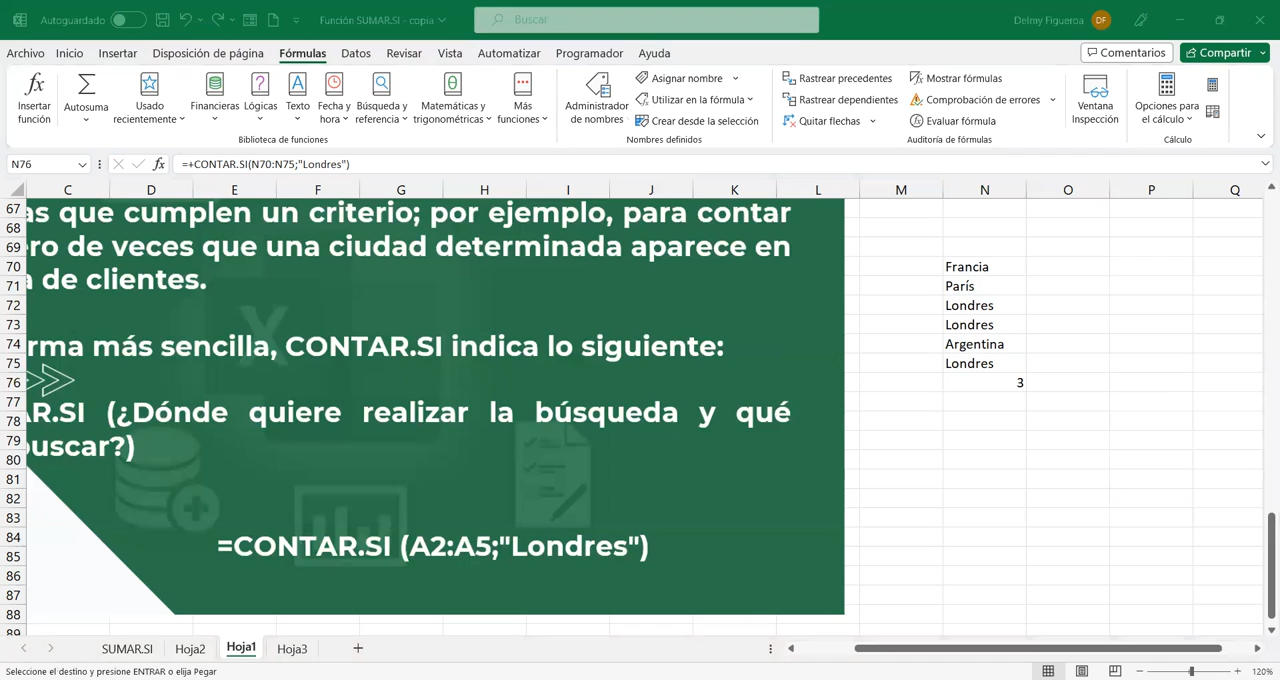 Autoguardado
Función SUMAR.SI - copia
Buscar
Delmy Figueroa
DF
Archivo Inicio Insertar Disposición de página Fórmulas Datos Revisar Vista Automatizar Programador Ayuda
Comentarios
Compartir
Insertar función
Autosuma
Usado recientemente
Financieras
Lógicas
Texto
Fecha y hora
Búsqueda y referencia
Matemáticas y trigonométricas
Más funciones
Biblioteca de funciones
Administrador de nombres
Asignar nombre
Utilizar en la fórmula
Crear desde la selección
Nombres definidos
Rastrear precedentes
Rastrear dependientes
Quitar flechas
Mostrar fórmulas
Comprobación de errores
Evaluar fórmula
Auditoría de fórmulas
Ventana Inspección
Opciones para el cálculo
Cálculo
N76
fx
=+CONTAR.SI(N70:N75;"Londres")
C D E F G H I J K L M N O P Q
67
68
69
70
71
72
73
74
75
76
77
78
79
80
81
82
83
84
85
86
87
88
89
as que cumplen un criterio; por ejemplo, para contar
ero de veces que una ciudad determinada aparece en
a de clientes.
rma más sencilla, CONTAR.SI indica lo siguiente:
AR.SI (¿Dónde quiere realizar la búsqueda y qué
buscar?)
=CONTAR.SI (A2:A5;"Londres")
Francia
París
Londres
Londres
Argentina
Londres
3
SUMAR.SI Hoja2 Hoja1 Hoja3
Seleccione el destino y presione ENTRAR o elija Pegar
120%